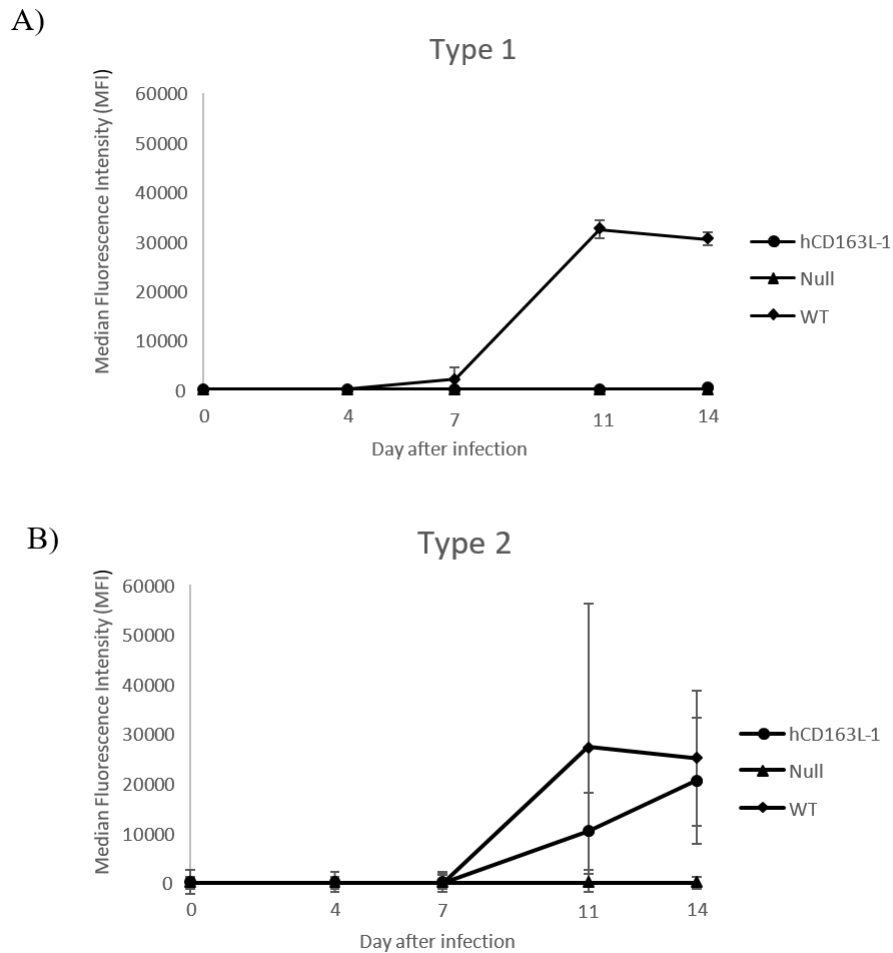 A)
Type 1
Median Fluorescence Intensity (MFI)
60000
50000
40000
30000
20000
10000
0
0 4 7 11 14
Day after infection
hCD163L-1
Null
WT
B)
Type 2
Median Fluorescence Intensity (MFI)
60000
50000
40000
30000
20000
10000
0
0 4 7 11 14
Day after infection
hCD163L-1
Null
WT